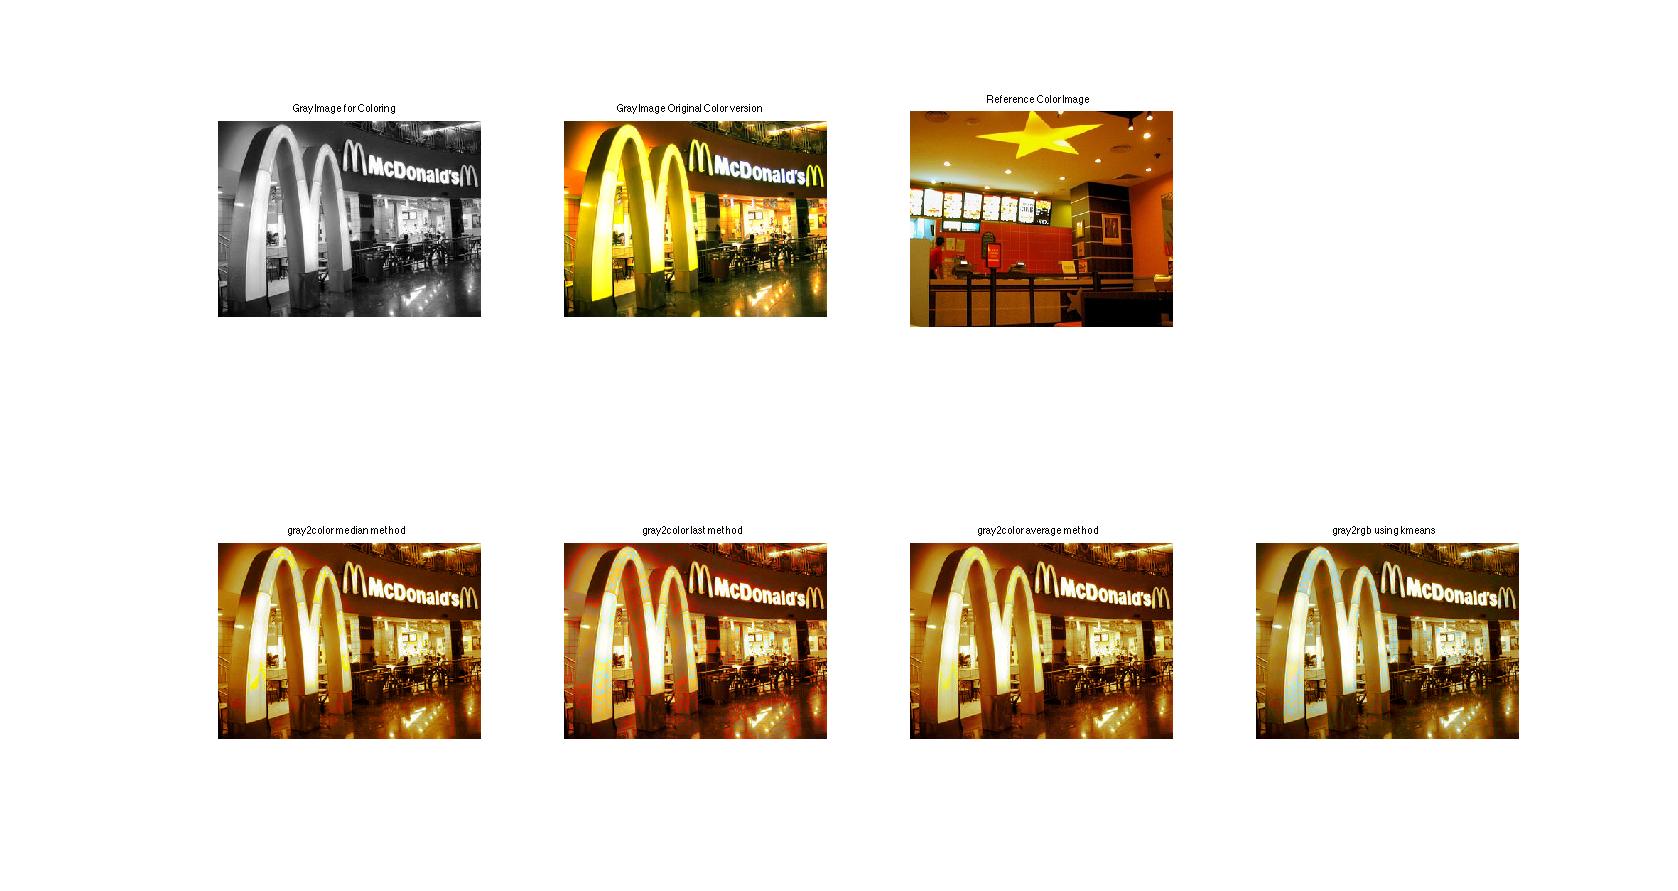 Gray Image for Coloring
Gray Image Original Color version
Reference Color Image
McDonald's
McDonald's
gray2color median method
gray2color last method
gray2color average method
gray2rgb using kmeans
McDonald's
McDonald's
McDonald's
McDonald's